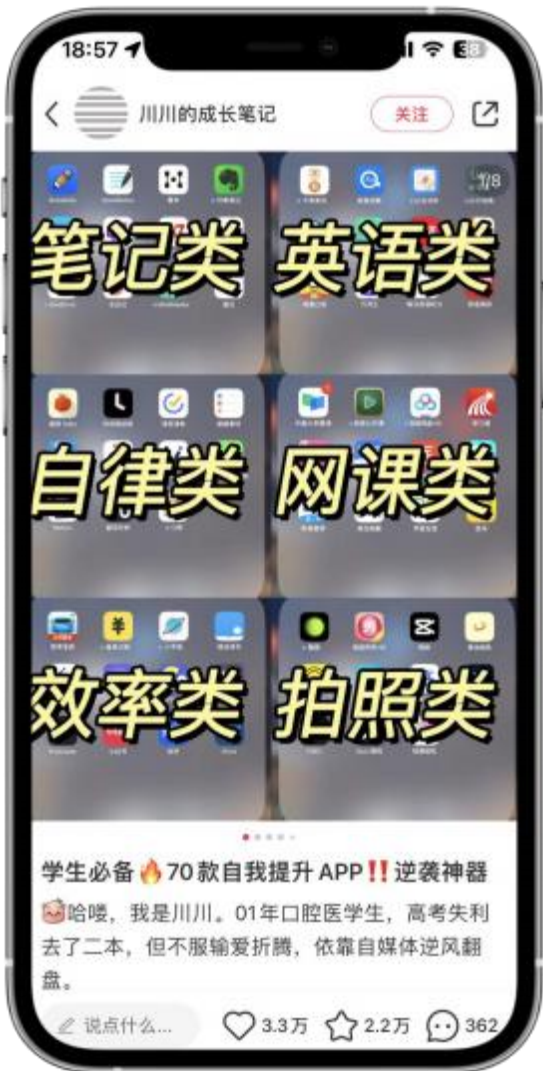 18:57
38
川川的成长笔记
关注
1/8
笔记类 英语类
自律类 网课类
效率类 拍照类
学生必备🔥70款自我提升APP‼️逆袭神器
哈喽，我是川川。01年口腔医学生，高考失利
去了二本，但不服输爱折腾，依靠自媒体逆风翻
盘。
说点什么...
3.3万
2.2万
362